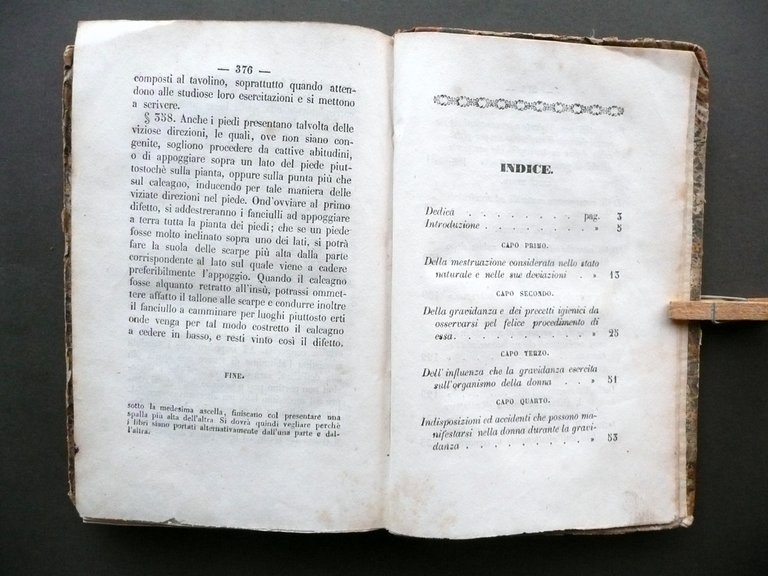 — 376 —
composti al tavolino, soprattutto quando atten-
dono alle studiose loro esercitazioni e si mettono
a scrivere.
§ 358. Anche i piedi presentano talvolta delle
viziose direzioni, le quali, ove non siano con-
genite, sogliono procedere da cattive abitudini,
o di appoggiare sopra un lato del piede piut-
tostochè sulla pianta, oppure sulla punta più che
sul calcagno, inducendo per tale maniera delle
viziate direzioni nel piede. Ond'ovviare al primo
difetto, si addestreranno i fanciulli ad appoggiare
a terra tutta la pianta dei piedi; che se un piede
fosse molto inclinato sopra uno dei lati, si potrà
fare la suola delle scarpe più alta dalla parte
corrispondente al lato sul quale viene a cadere
preferibilmente l'appoggio. Quando il calcagno
fosse alquanto retratto all'insù, potrassi ommet-
tere affatto il tallone alle scarpe e condurre inoltre
il fanciullo a camminare per luoghi piuttosto erti
onde venga per tal modo costretto il calcagno
a cedere in basso, e resti vinto così il difetto.
FINE.
sotto la medesima ascella, finiscano col presentare una
spalla più alta dell'altra Si dovrà quindi vegliare perchè
i libri siano portati alternativamente dall'una parte e dal-
l'altra.
INDICE.
Dedica . . . . . . . . . pag. 3
Introduzione . . . . . . . . » 5
CAPO PRIMO.
Della mestruazione considerata nello stato
naturale e nelle sue deviazioni . . » 13
CAPO SECONDO.
Della gravidanza e dei precetti igienici da
osservarsi pel felice procedimento di
essa . . . . . . . . . » 25
CAPO TERZO.
Dell'influenza che la gravidanza esercita
sull'organismo della donna . . . » 51
CAPO QUARTO.
Indisposizioni ed accidenti che possono ma-
nifestarsi nella donna durante la gravi-
danza . . . . . . . . » 53